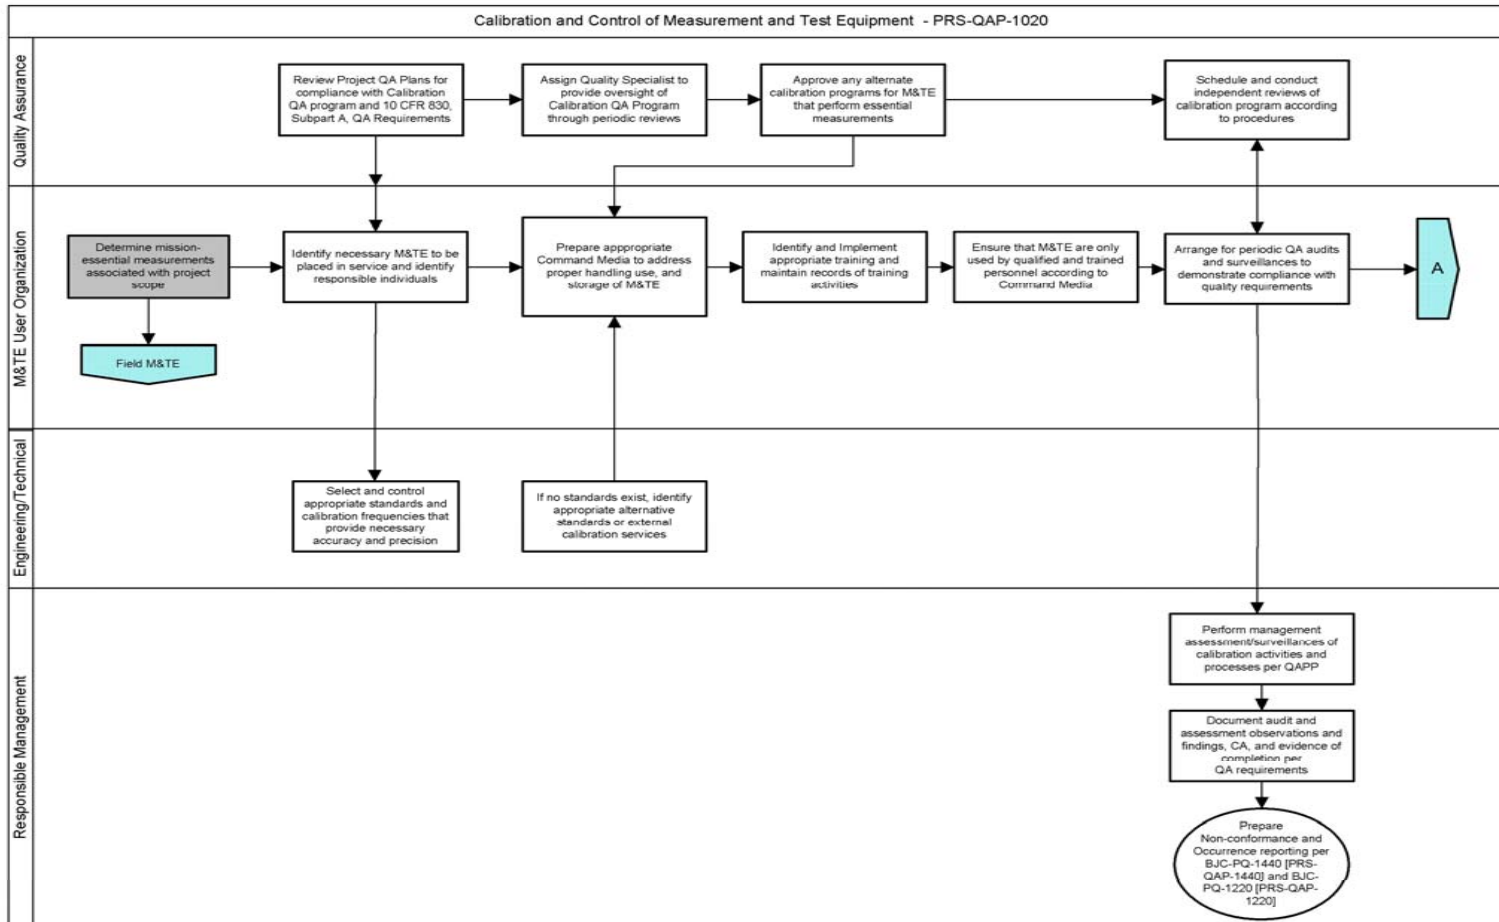 Calibration and Control of Measurement and Test Equipment - PRS-QAP-1020
Quality Assurance
Review Project QA Plans for
compliance with Calibration
QA program and 10 CFR 830,
Subpart A, QA Requirements
Assign Quality Specialist to
provide oversight of
Calibration QA Program
through periodic reviews
Approve any alternate
calibration programs for M&TE
that perform essential
measurements
Schedule and conduct
independent reviews of
calibration program according
to procedures
M&TE User Organization
Determine mission-
essential measurements
associated with project
scope
Identify necessary M&TE to be
placed in service and identify
responsible individuals
Prepare apppropriate
Command Media to address
proper handling use, and
storage of M&TE
Identify and Implement
appropriate training and
maintain records of training
activities
Ensure that M&TE are only
used by qualified and trained
personnel according to
Command Media
Arrange for periodic QA audits
and surveillances to
demonstrate compliance with
quality requirements
A
Field M&TE
Engineering/Technical
Select and control
appropriate standards and
calibration frequencies that
provide necessary
accuracy and precision
If no standards exist, identify
appropriate alternative
standards or external
calibration services
Responsible Management
Perform management
assessment/surveillances of
calibration activities and
processes per QAPP
Document audit and
assessment observations and
findings, CA, and evidence of
completion per
QA requirements
Prepare
Non-conformance and
Occurrence reporting per
BJC-PQ-1440 [PRS-
QAP-1440] and BJC-
PQ-1220 [PRS-QAP-
1220]